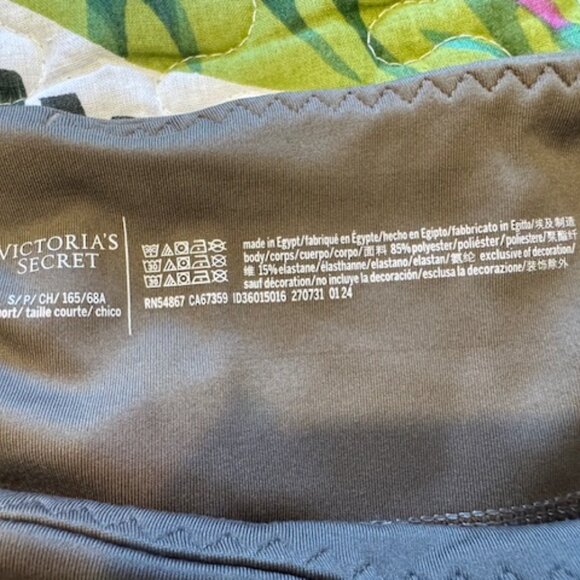 VICTORIA'S
SECRET
S/P/CH/165/68A
ort/ taille courte/ chico
made in Egypt/fabriqué en Égypte/hecho en Egipto/fabbricato in Egitto/埃及制造
body/corps/cuerpo/corpo/面料 85% polyester/poliéster/poliestere/聚酯纤
维 15% elastane/élasthanne/elastano/elastan/氨纶 exclusive of decoration/
sauf décoration/no incluye la decoración/esclusa la decorazione/装饰除外
RN54867 CA67359 ID36015016 270731 01 24